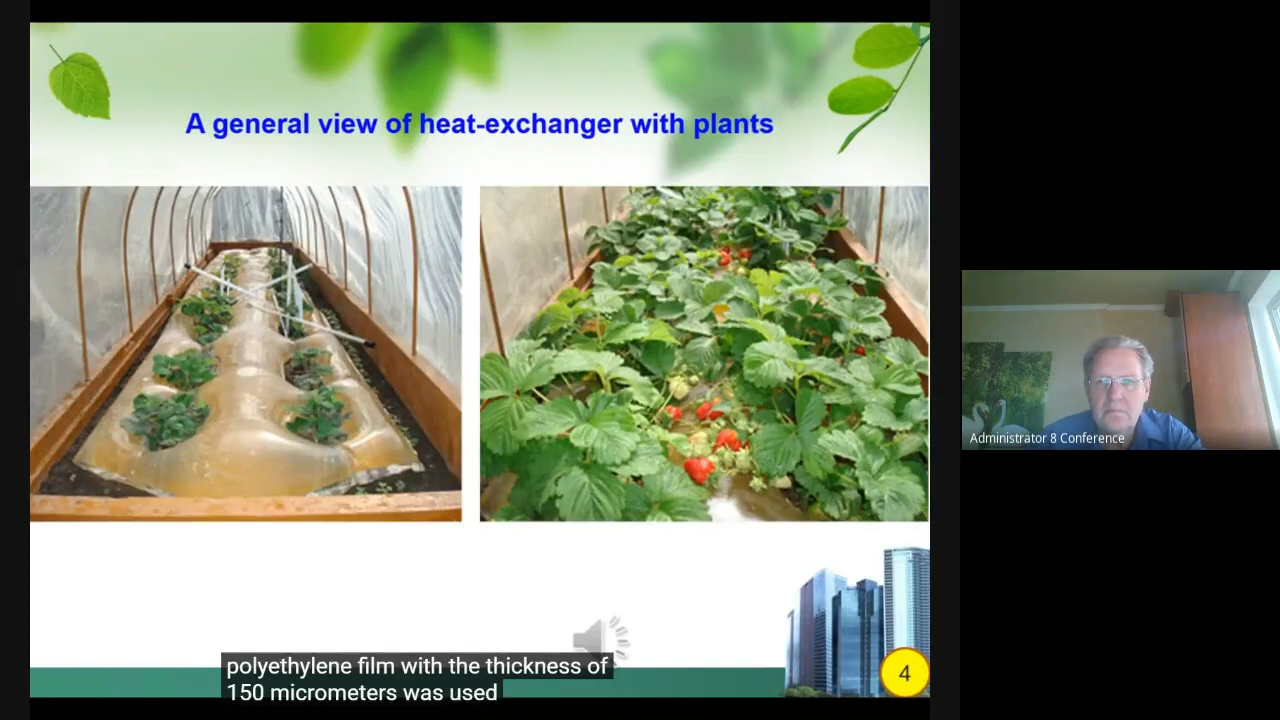 A general view of heat-exchanger with plants
Administrator 8 Conference
polyethylene film with the thickness of
150 micrometers was used
4